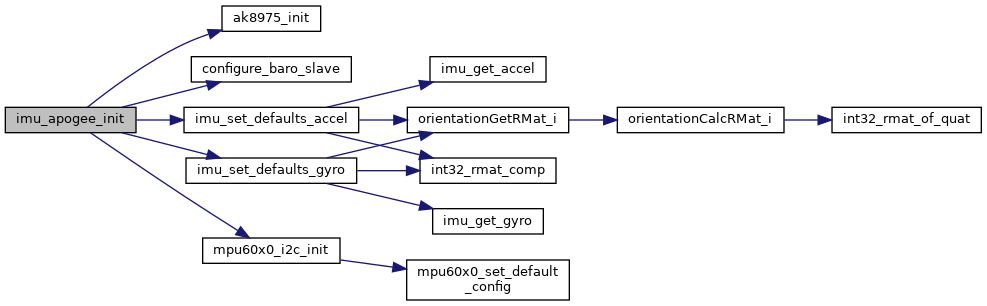 ak8975_init
configure_baro_slave
imu_get_accel
imu_apogee_init
imu_set_defaults_accel
orientationGetRMat_i
orientationCalcRMat_i
int32_rmat_of_quat
imu_set_defaults_gyro
int32_rmat_comp
imu_get_gyro
mpu60x0_i2c_init
mpu60x0_set_default
_config